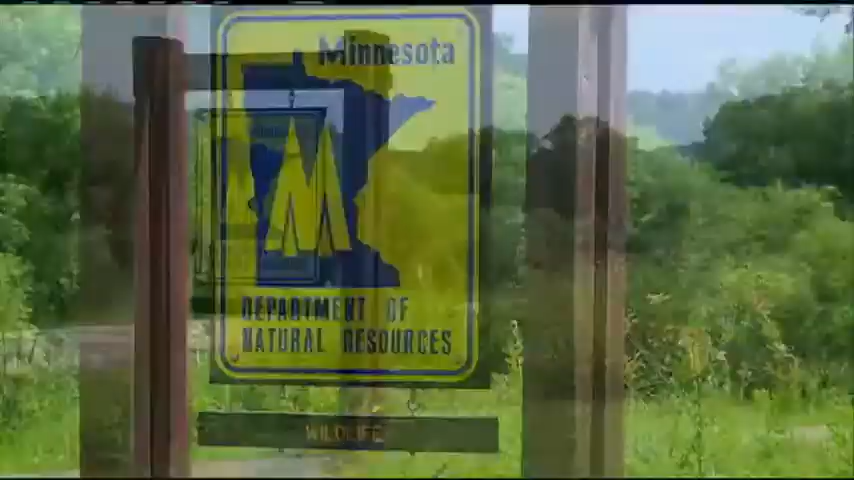 Minnesota
DEPARTMENT OF
NATURAL RESOURCES
WILDLIFE